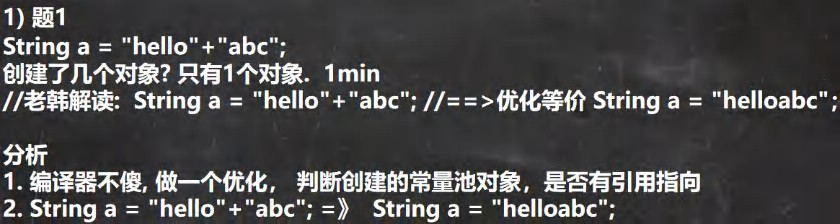 1) 题1
String a = "hello"+"abc";
创建了几个对象? 只有1个对象.  1min
//老韩解读:  String a = "hello"+"abc"; //==>优化等价 String a = "helloabc";
分析
1. 编译器不傻, 做一个优化， 判断创建的常量池对象，是否有引用指向
2. String a = "hello"+"abc"; =》 String a = "helloabc";